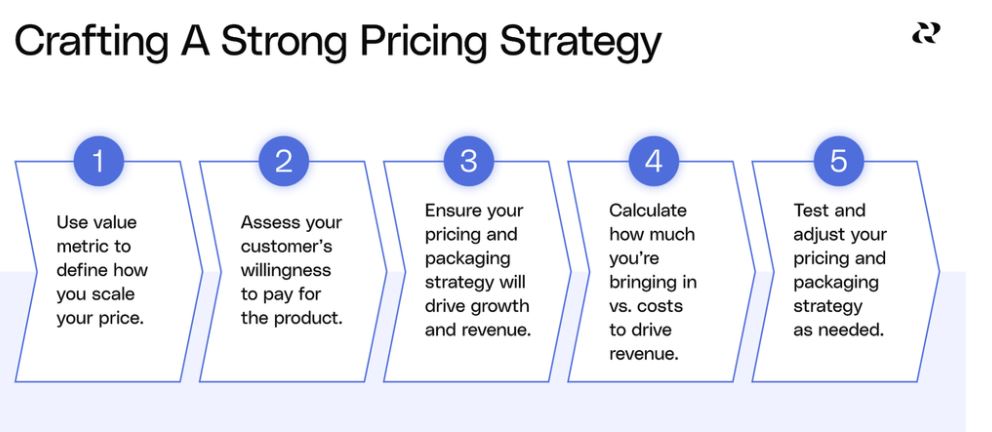 Crafting A Strong Pricing Strategy
1
Use value
metric to
define how
you scale
your price.
2
Assess your
customer’s
willingness
to pay for
the product.
3
Ensure your
pricing and
packaging
strategy will
drive growth
and revenue.
4
Calculate
how much
you’re
bringing in
vs. costs
to drive
revenue.
5
Test and
adjust your
pricing and
packaging
strategy
as needed.